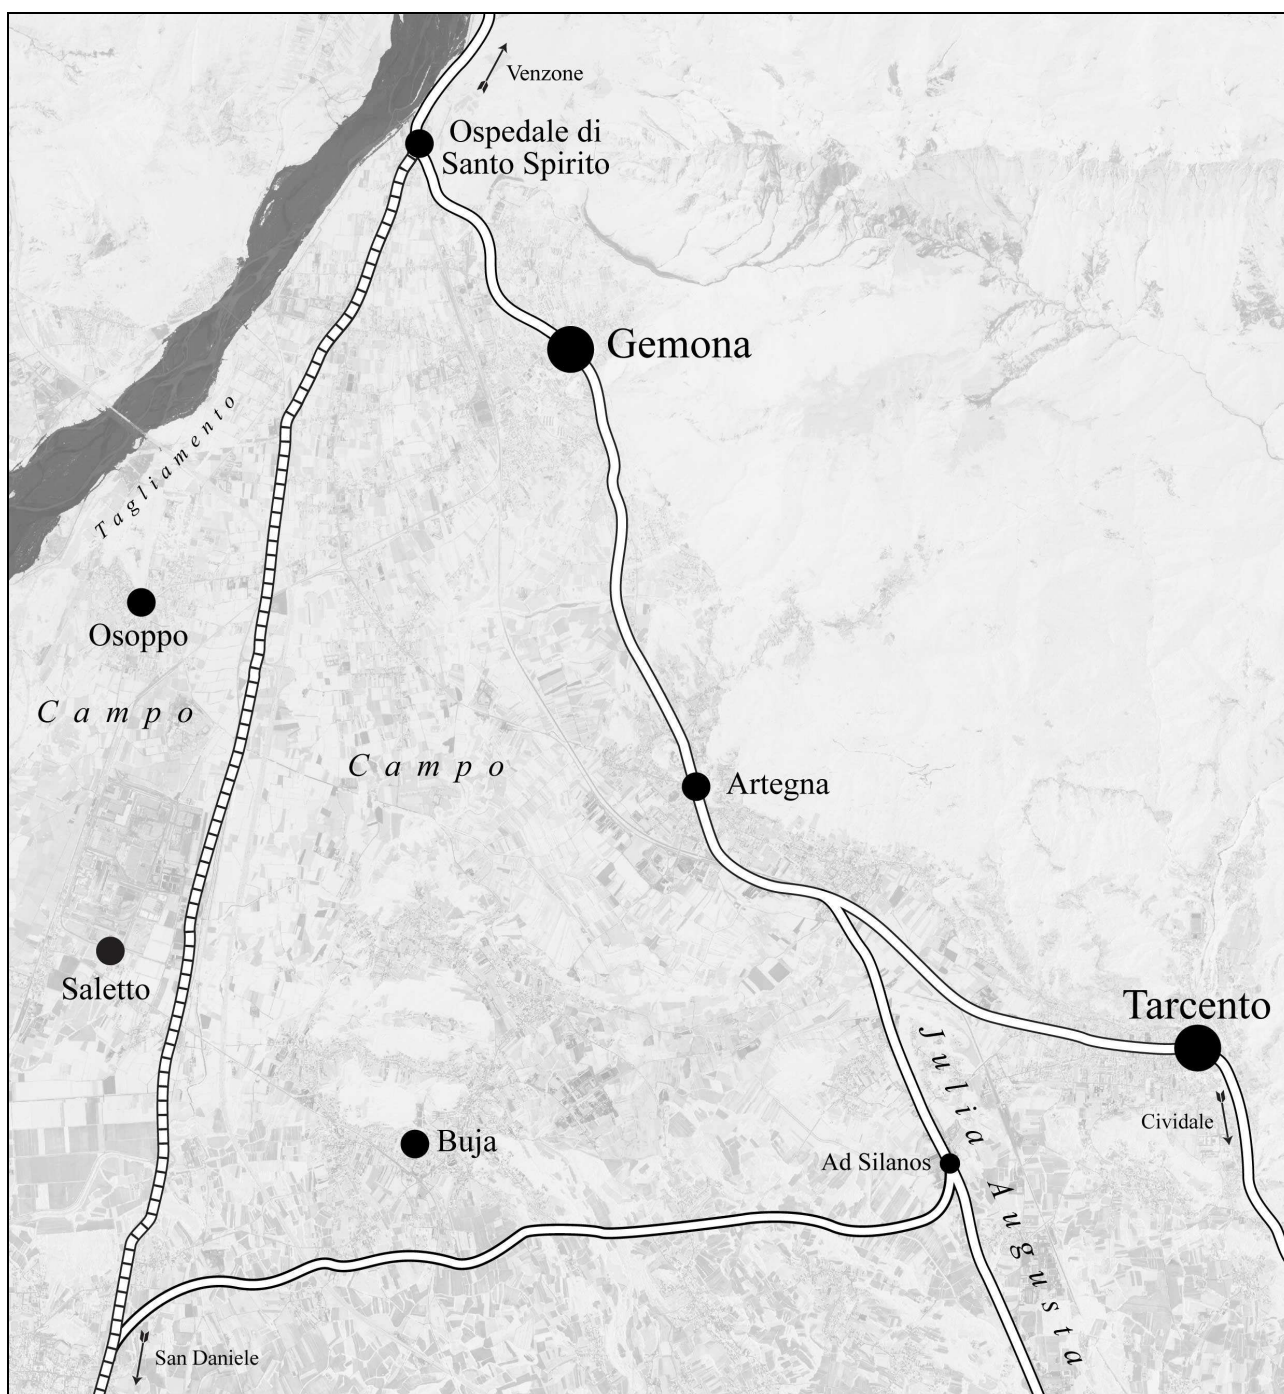 Venzone
Ospedale di
Santo Spirito
Gemona
Tagliamento
Osoppo
Campo
Campo
Artegna
Saletto
Tarcento
Julia Augusta
Cividale
Buja
Ad Silanos
San Daniele